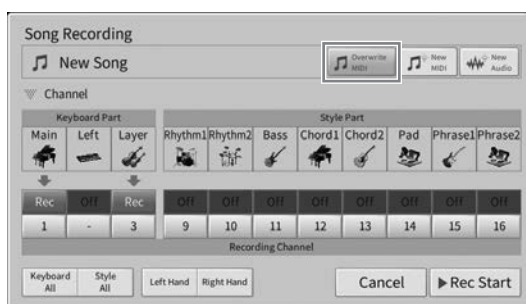 Song Recording
New Song
Overwrite MIDI
New MIDI
New Audio
Channel
Keyboard Part
Style Part
Main Left Layer Rhythm1 Rhythm2 Bass Chord1 Chord2 Pad Phrase1 Phrase2
Rec Off Rec Off Off Off Off Off Off Off Off
1 - 3 9 10 11 12 13 14 15 16
Recording Channel
Keyboard All
Style All
Left Hand
Right Hand
Cancel
Rec Start